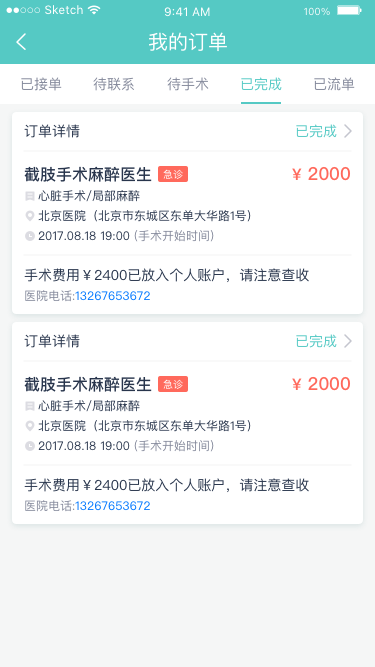 Sketch 9:41 AM 100%
我的订单
已接单 待联系 待手术 已完成 已流单
订单详情 已完成
截肢手术麻醉医生 急诊 ¥ 2000
心脏手术/局部麻醉
北京医院（北京市东城区东单大华路1号）
2017.08.18 19:00 (手术开始时间)
手术费用￥2400已放入个人账户，请注意查收
医院电话:13267653672
订单详情 已完成
截肢手术麻醉医生 急诊 ¥ 2000
心脏手术/局部麻醉
北京医院（北京市东城区东单大华路1号）
2017.08.18 19:00 (手术开始时间)
手术费用￥2400已放入个人账户，请注意查收
医院电话:13267653672